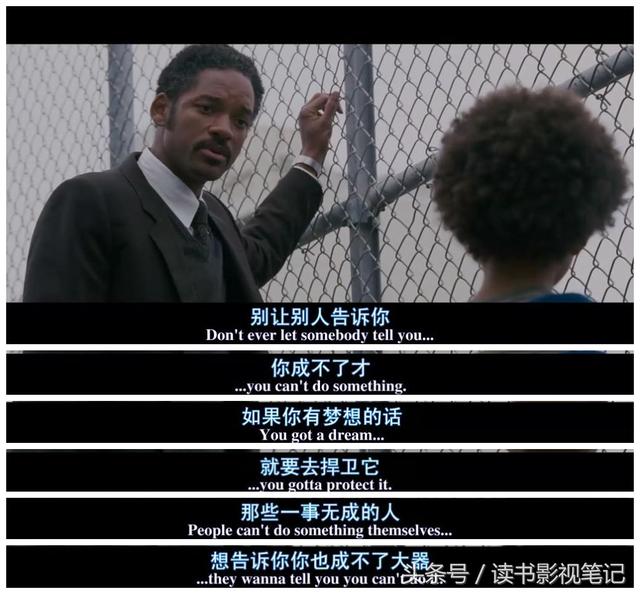 别让别人告诉你
Don't ever let somebody tell you...
你成不了才
...you can't do something.
如果你有梦想的话
You got a dream...
就要去捍卫它
...you gotta protect it.
那些一事无成的人
People can't do something themselves...
想告诉你你也成不了大器
...they wanna tell you you can't do it.
头条号 / 读书影视笔记